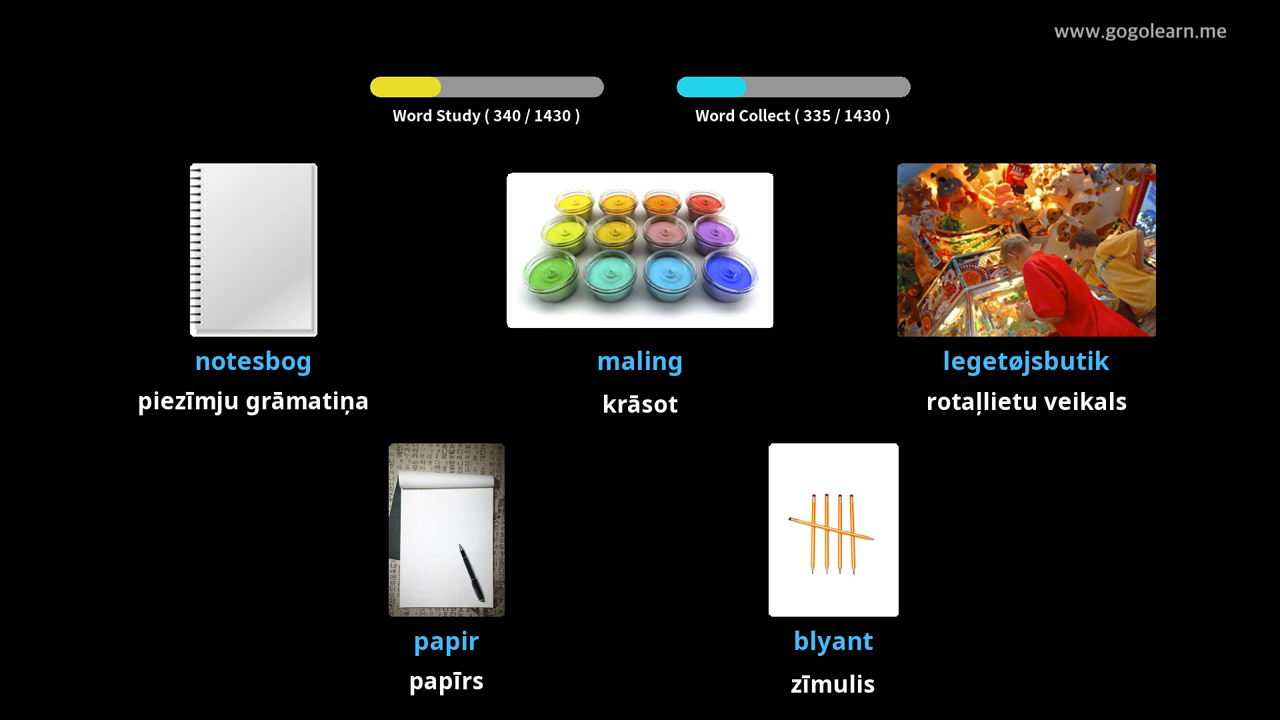 www.gogolearn.me
Word Study ( 340 / 1430 )
Word Collect ( 335 / 1430 )
notesbog
piezīmju grāmatiņa
maling
krāsot
legetøjsbutik
rotaļlietu veikals
papir
papīrs
blyant
zīmulis